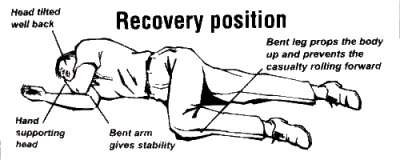 Recovery position
Head tilted
well back
Bent leg props the body
up and prevents the
casualty rolling forward
Hand
supporting
head
Bent arm
gives stability